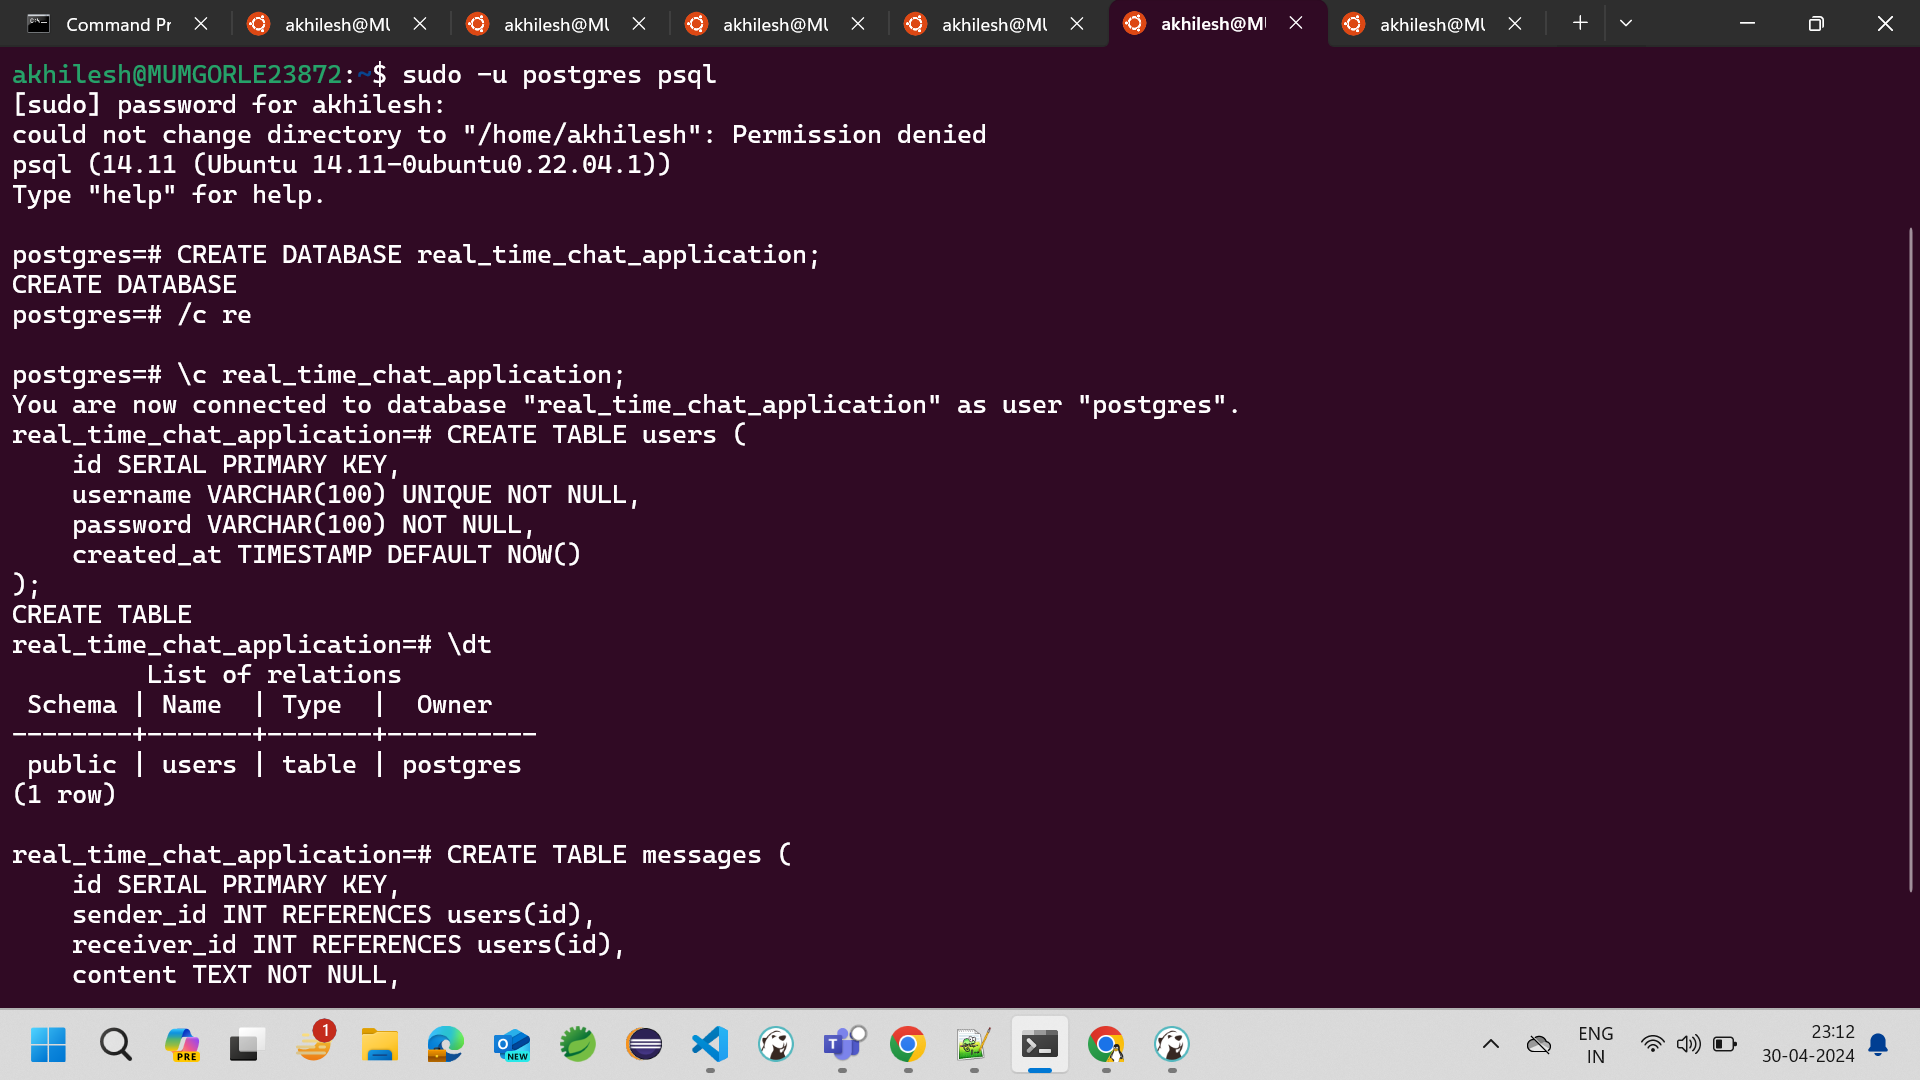 Command Pr
akhilesh@MU
akhilesh@MU
akhilesh@MU
akhilesh@MU
akhilesh@MU
akhilesh@MU
akhilesh@MUMGORLE23872:~$ sudo -u postgres psql
[sudo] password for akhilesh:
could not change directory to "/home/akhilesh": Permission denied
psql (14.11 (Ubuntu 14.11-0ubuntu0.22.04.1))
Type "help" for help.
postgres=# CREATE DATABASE real_time_chat_application;
CREATE DATABASE
postgres=# /c re
postgres=# \c real_time_chat_application;
You are now connected to database "real_time_chat_application" as user "postgres".
real_time_chat_application=# CREATE TABLE users (
    id SERIAL PRIMARY KEY,
    username VARCHAR(100) UNIQUE NOT NULL,
    password VARCHAR(100) NOT NULL,
    created_at TIMESTAMP DEFAULT NOW()
);
CREATE TABLE
real_time_chat_application=# \dt
         List of relations
 Schema | Name  | Type  |  Owner
--------+-------+-------+----------
 public | users | table | postgres
(1 row)
real_time_chat_application=# CREATE TABLE messages (
    id SERIAL PRIMARY KEY,
    sender_id INT REFERENCES users(id),
    receiver_id INT REFERENCES users(id),
    content TEXT NOT NULL,
PRE
1
NEW
ENG
IN
23:12
30-04-2024